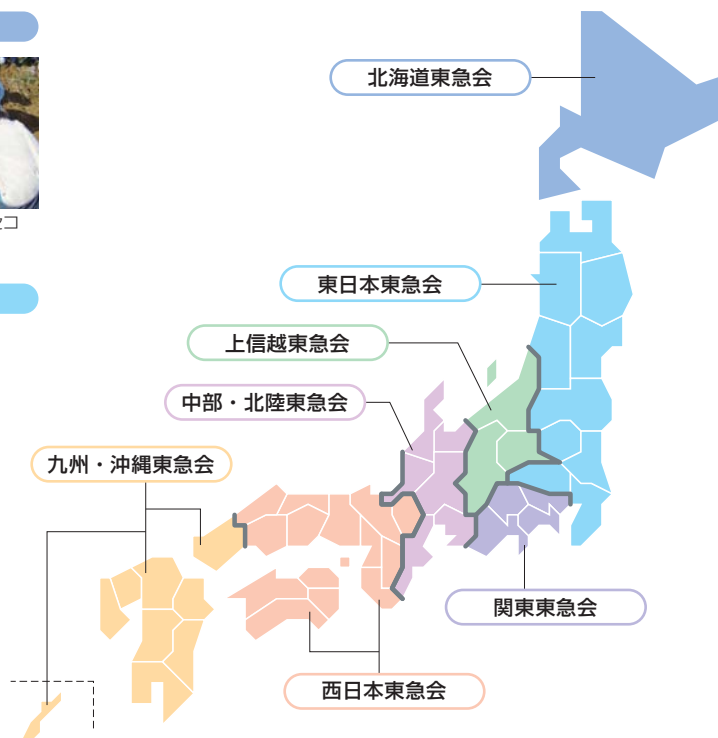 北海道東急会
セコ
東日本東急会
上信越東急会
中部・北陸東急会
九州・沖縄東急会
関東東急会
西日本東急会